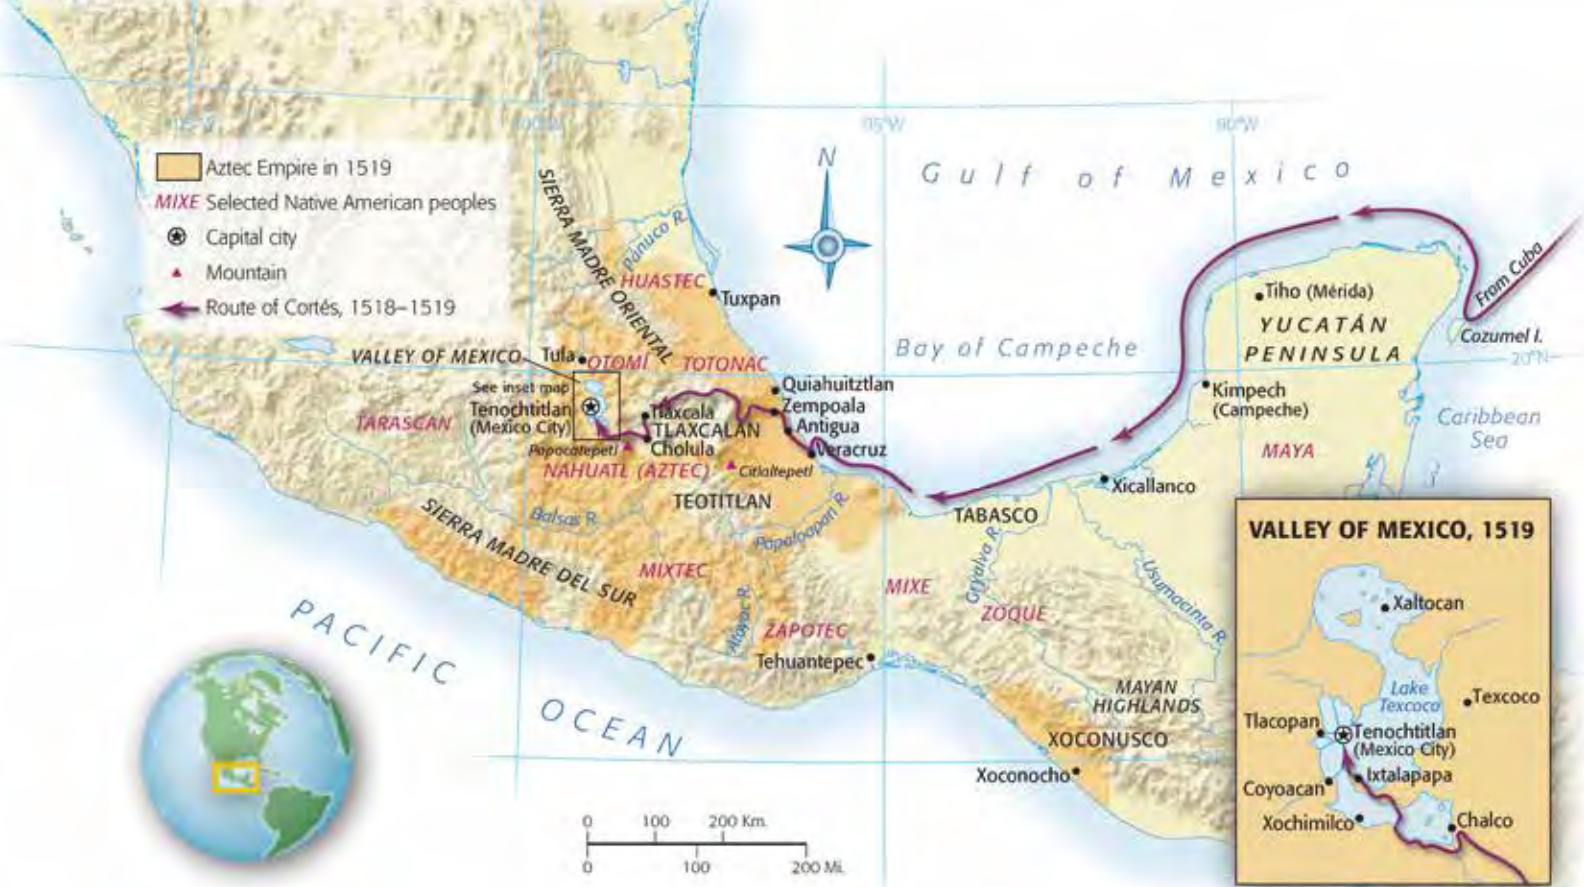 105°W
100°W
95°W
90°W
Aztec Empire in 1519
MIXE Selected Native American peoples
Capital city
Mountain
Route of Cortés, 1518–1519
N
Gulf of Mexico
From Cuba
Cozumel I.
20°N
SIERRA MADRE ORIENTAL
Pánuco R.
HUASTEC
Tuxpan
Tiho (Mérida)
YUCATÁN
PENINSULA
Bay of Campeche
VALLEY OF MEXICO
Tula
OTOMÍ
TOTONAC
See inset map
Tenochtitlan
(Mexico City)
Quiahuitztlan
Zempoala
Antigua
Veracruz
Tlaxcala
TLAXCALAN
Cholula
Kimpech
(Campeche)
Caribbean
Sea
TARASCAN
Popocatepetl
NAHUATL (AZTEC)
Citlaltepetl
MAYA
Xicallanco
TEOTITLAN
TABASCO
Balsas R.
Papaloapan R.
SIERRA MADRE DEL SUR
MIXTEC
Atoyac R.
ZAPOTEC
MIXE
Grijalva R.
ZOQUE
Usumacinta R.
Tehuantepec
MAYAN
HIGHLANDS
XOCONUSCO
Xoconocho
PACIFIC
OCEAN
0 100 200 Km.
0 100 200 Mi.
VALLEY OF MEXICO, 1519
Xaltocan
Lake
Texcoco
Texcoco
Tlacopan
Tenochtitlan
(Mexico City)
Ixtalapapa
Coyoacan
Xochimilco
Chalco